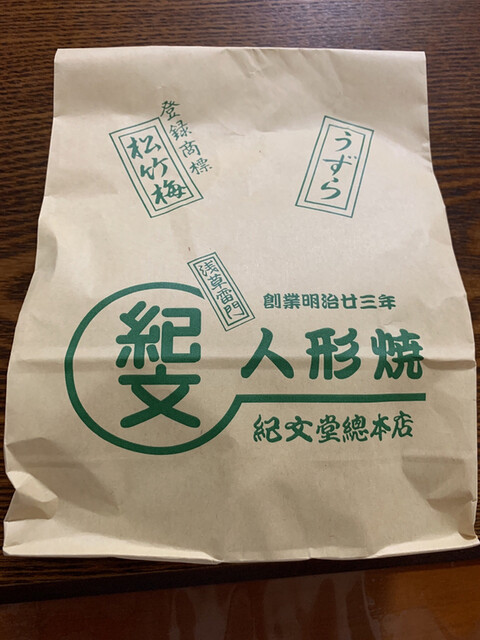 登録商標
松竹梅
うずら
浅草雷門
紀文
創業明治廿三年
人形焼
紀文堂總本店